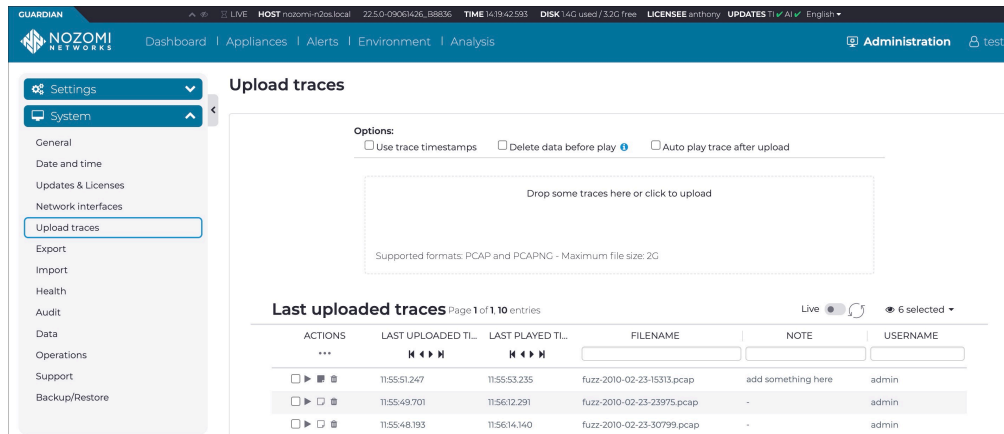 GUARDIAN
LIVE HOST nozomi-n2os.local 22.5.0-09061426_B8836 TIME 14:19:42.593 DISK 1.4G used / 3.2G free LICENSEE anthony UPDATES TI✔ AI✔ English
NOZOMI
NETWORKS
Dashboard | Appliances | Alerts | Environment | Analysis
Administration
test
Settings
System
General
Date and time
Updates & Licenses
Network interfaces
Upload traces
Export
Import
Health
Audit
Data
Operations
Support
Backup/Restore
Upload traces
Options:
Use trace timestamps Delete data before play Auto play trace after upload
Drop some traces here or click to upload
Supported formats: PCAP and PCAPNG - Maximum file size: 2G
Last uploaded traces Page 1 of 1, 10 entries
Live 6 selected
ACTIONS LAST UPLOADED TI... LAST PLAYED TI... FILENAME NOTE USERNAME
11:55:51.247 11:55:53.235 fuzz-2010-02-23-15313.pcap add something here admin
11:55:49.701 11:56:12.291 fuzz-2010-02-23-23975.pcap - admin
11:55:48.193 11:56:14.140 fuzz-2010-02-23-30799.pcap - admin